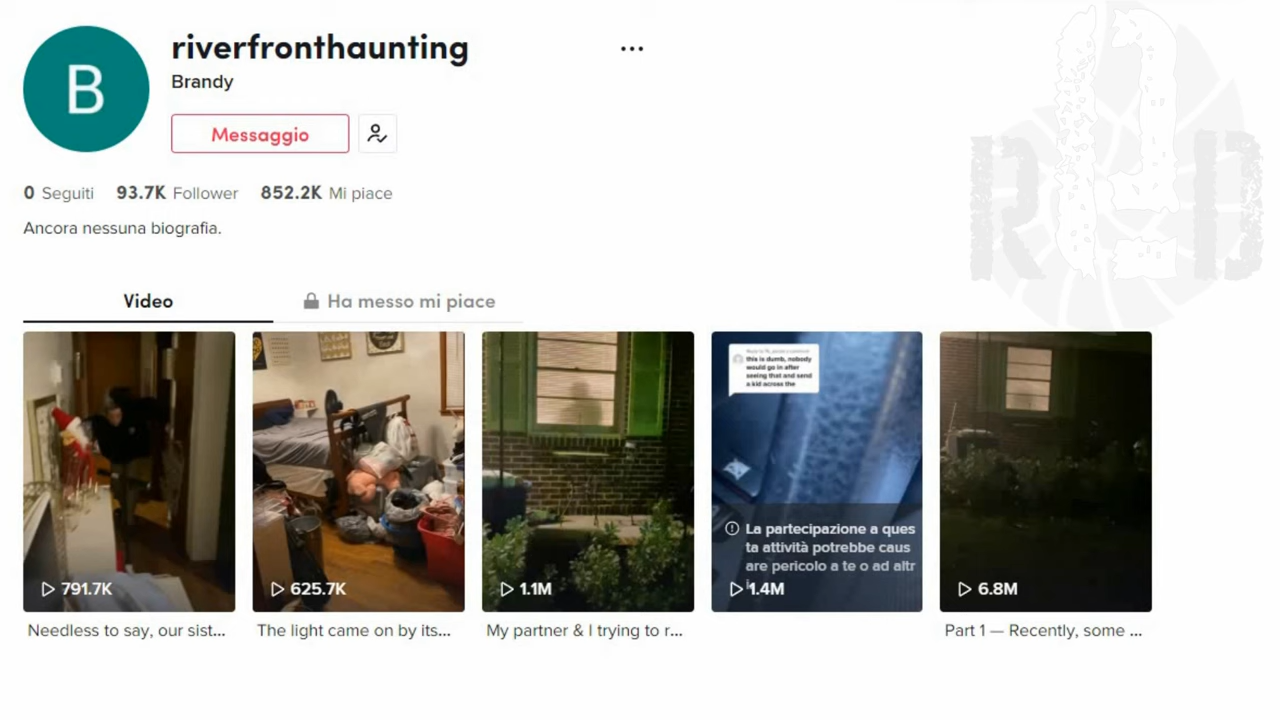 riverfronthaunting
...
B
Brandy
Messaggio
0 Seguiti 93.7K Follower 852.2K Mi piace
Ancora nessuna biografia.
Video Ha messo mi piace
this is dumb, nobody
would go in after
seeing that and send
a kid across the
La partecipazione a ques
ta attività potrebbe caus
are pericolo a te o ad altr
i
791.7K 625.7K 1.1M 1.4M 6.8M
Needless to say, our sist... The light came on by its... My partner & I trying to r... Part 1 — Recently, some ...